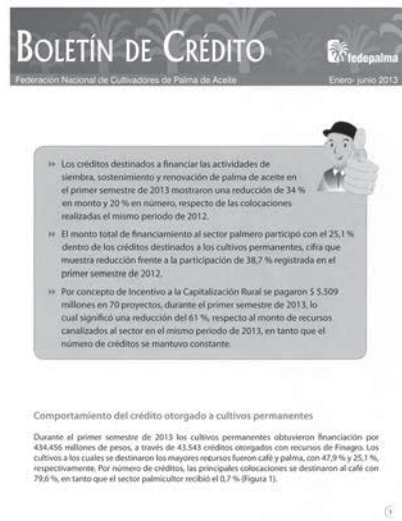 BOLETÍN DE CRÉDITO
fedepalma
Federación Nacional de Cultivadores de Palma de Aceite
Enero- junio 2013
» Los créditos destinados a financiar las actividades de
siembra, sostenimiento y renovación de palma de aceite en
el primer semestre de 2013 mostraron una reducción de 34 %
en monto y 20 % en número, respecto de las colocaciones
realizadas el mismo periodo de 2012.
» El monto total de financiamiento al sector palmero participó con el 25,1 %
dentro de los créditos destinados a los cultivos permanentes, cifra que
muestra reducción frente a la participación de 38,7 % registrada en el
primer semestre de 2012.
» Por concepto de Incentivo a la Capitalización Rural se pagaron $ 5.509
millones en 70 proyectos, durante el primer semestre de 2013, lo
cual significó una reducción del 61 %, respecto al monto de recursos
canalizados al sector en el mismo periodo de 2013, en tanto que el
número de créditos se mantuvo constante.
Comportamiento del crédito otorgado a cultivos permanentes
Durante el primer semestre de 2013 los cultivos permanentes obtuvieron financiación por
434.456 millones de pesos, a través de 43.543 créditos otorgados con recursos de Finagro. Los
cultivos a los cuales se destinaron los mayores recursos fueron café y palma, con 47,9 % y 25,1 %,
respectivamente. Por número de créditos, las principales colocaciones se destinaron al café con
79,6 %, en tanto que el sector palmicultor recibió el 0,7 % (Figura 1).
1